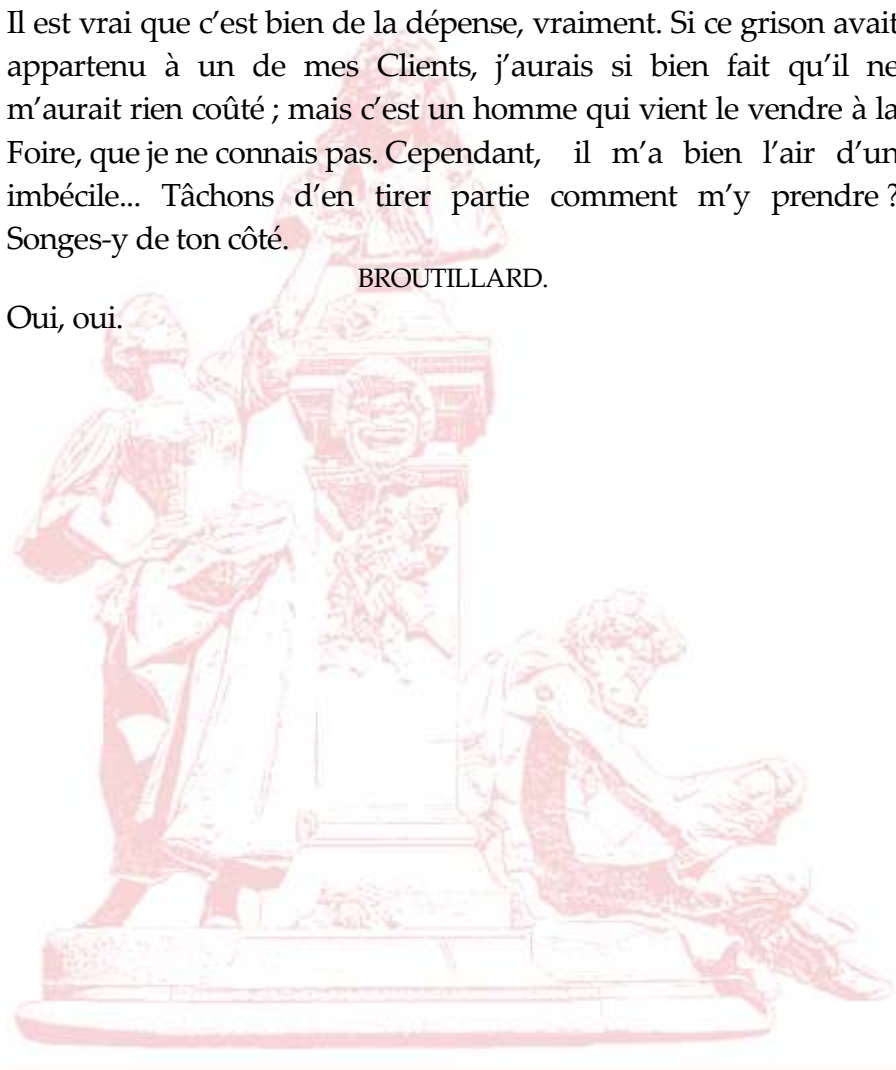 Il est vrai que c’est bien de la dépense, vraiment. Si ce grison avait
appartenu à un de mes Clients, j’aurais si bien fait qu’il ne
m’aurait rien coûté ; mais c’est un homme qui vient le vendre à la
Foire, que je ne connais pas. Cependant, il m’a bien l’air d’un
imbécile... Tâchons d’en tirer partie comment m’y prendre ?
Songes-y de ton côté.
BROUTILLARD.
Oui, oui.